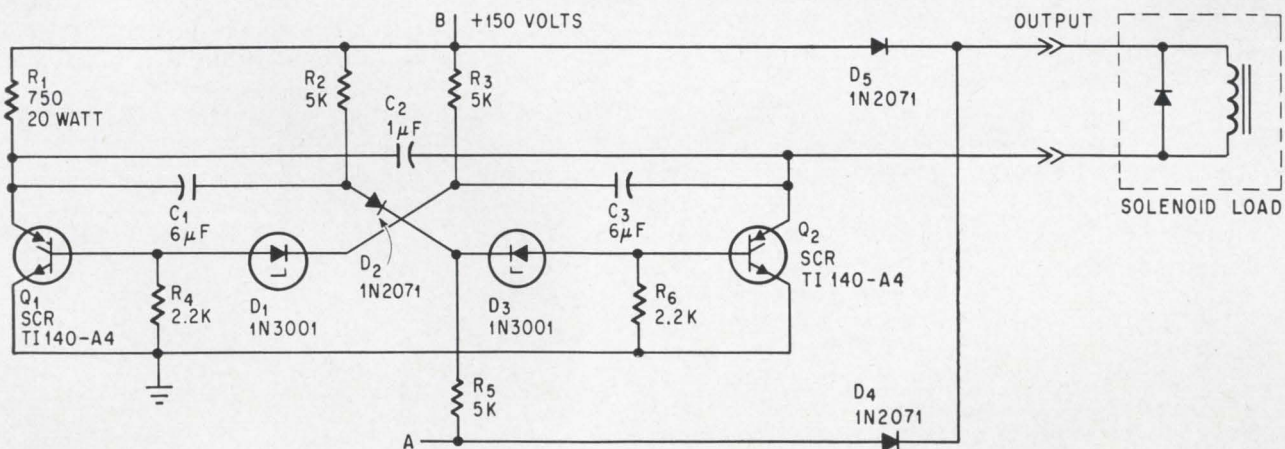 B +150 VOLTS
OUTPUT
R1
750
20 WATT
R2
5K
C2
1µF
R3
5K
D5
1N2071
C1
6µF
D2
1N2071
C3
6µF
SOLENOID LOAD
Q1
SCR
TI 140-A4
R4
2.2K
D1
1N3001
D3
1N3001
R6
2.2K
Q2
SCR
TI 140-A4
R5
5K
D4
1N2071
A